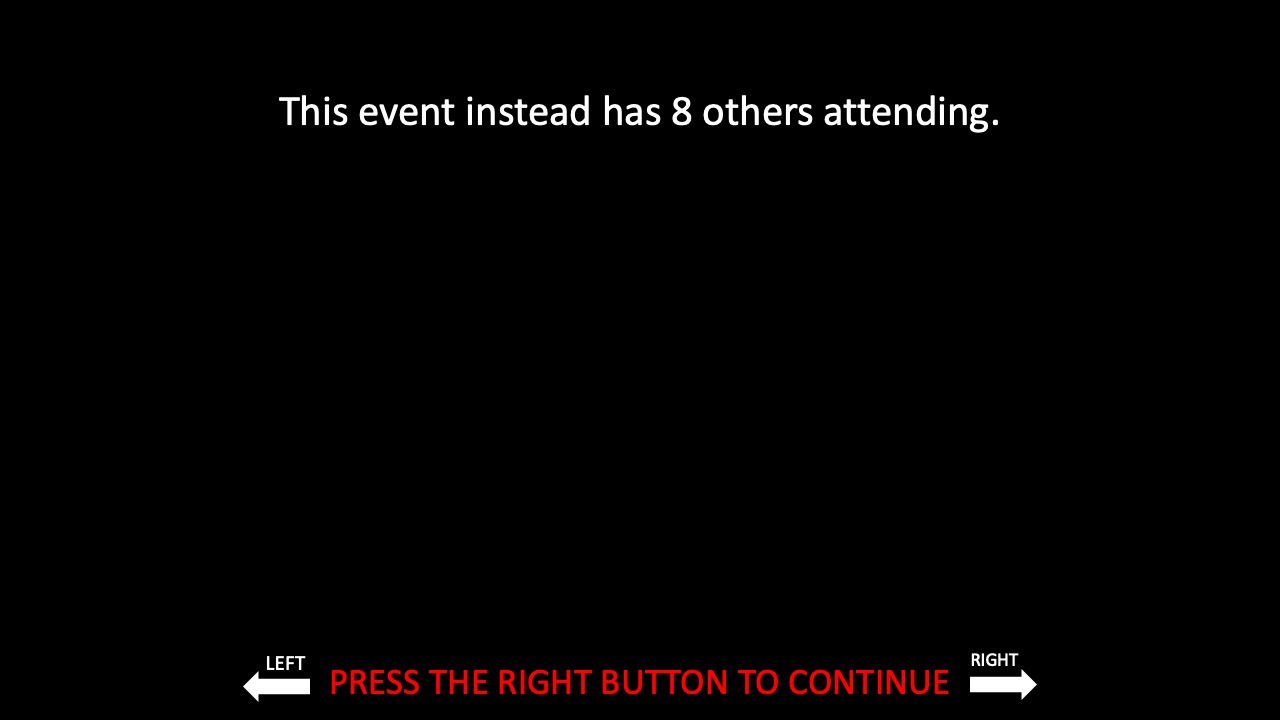 This event instead has 8 others attending.
LEFT
RIGHT
PRESS THE RIGHT BUTTON TO CONTINUE